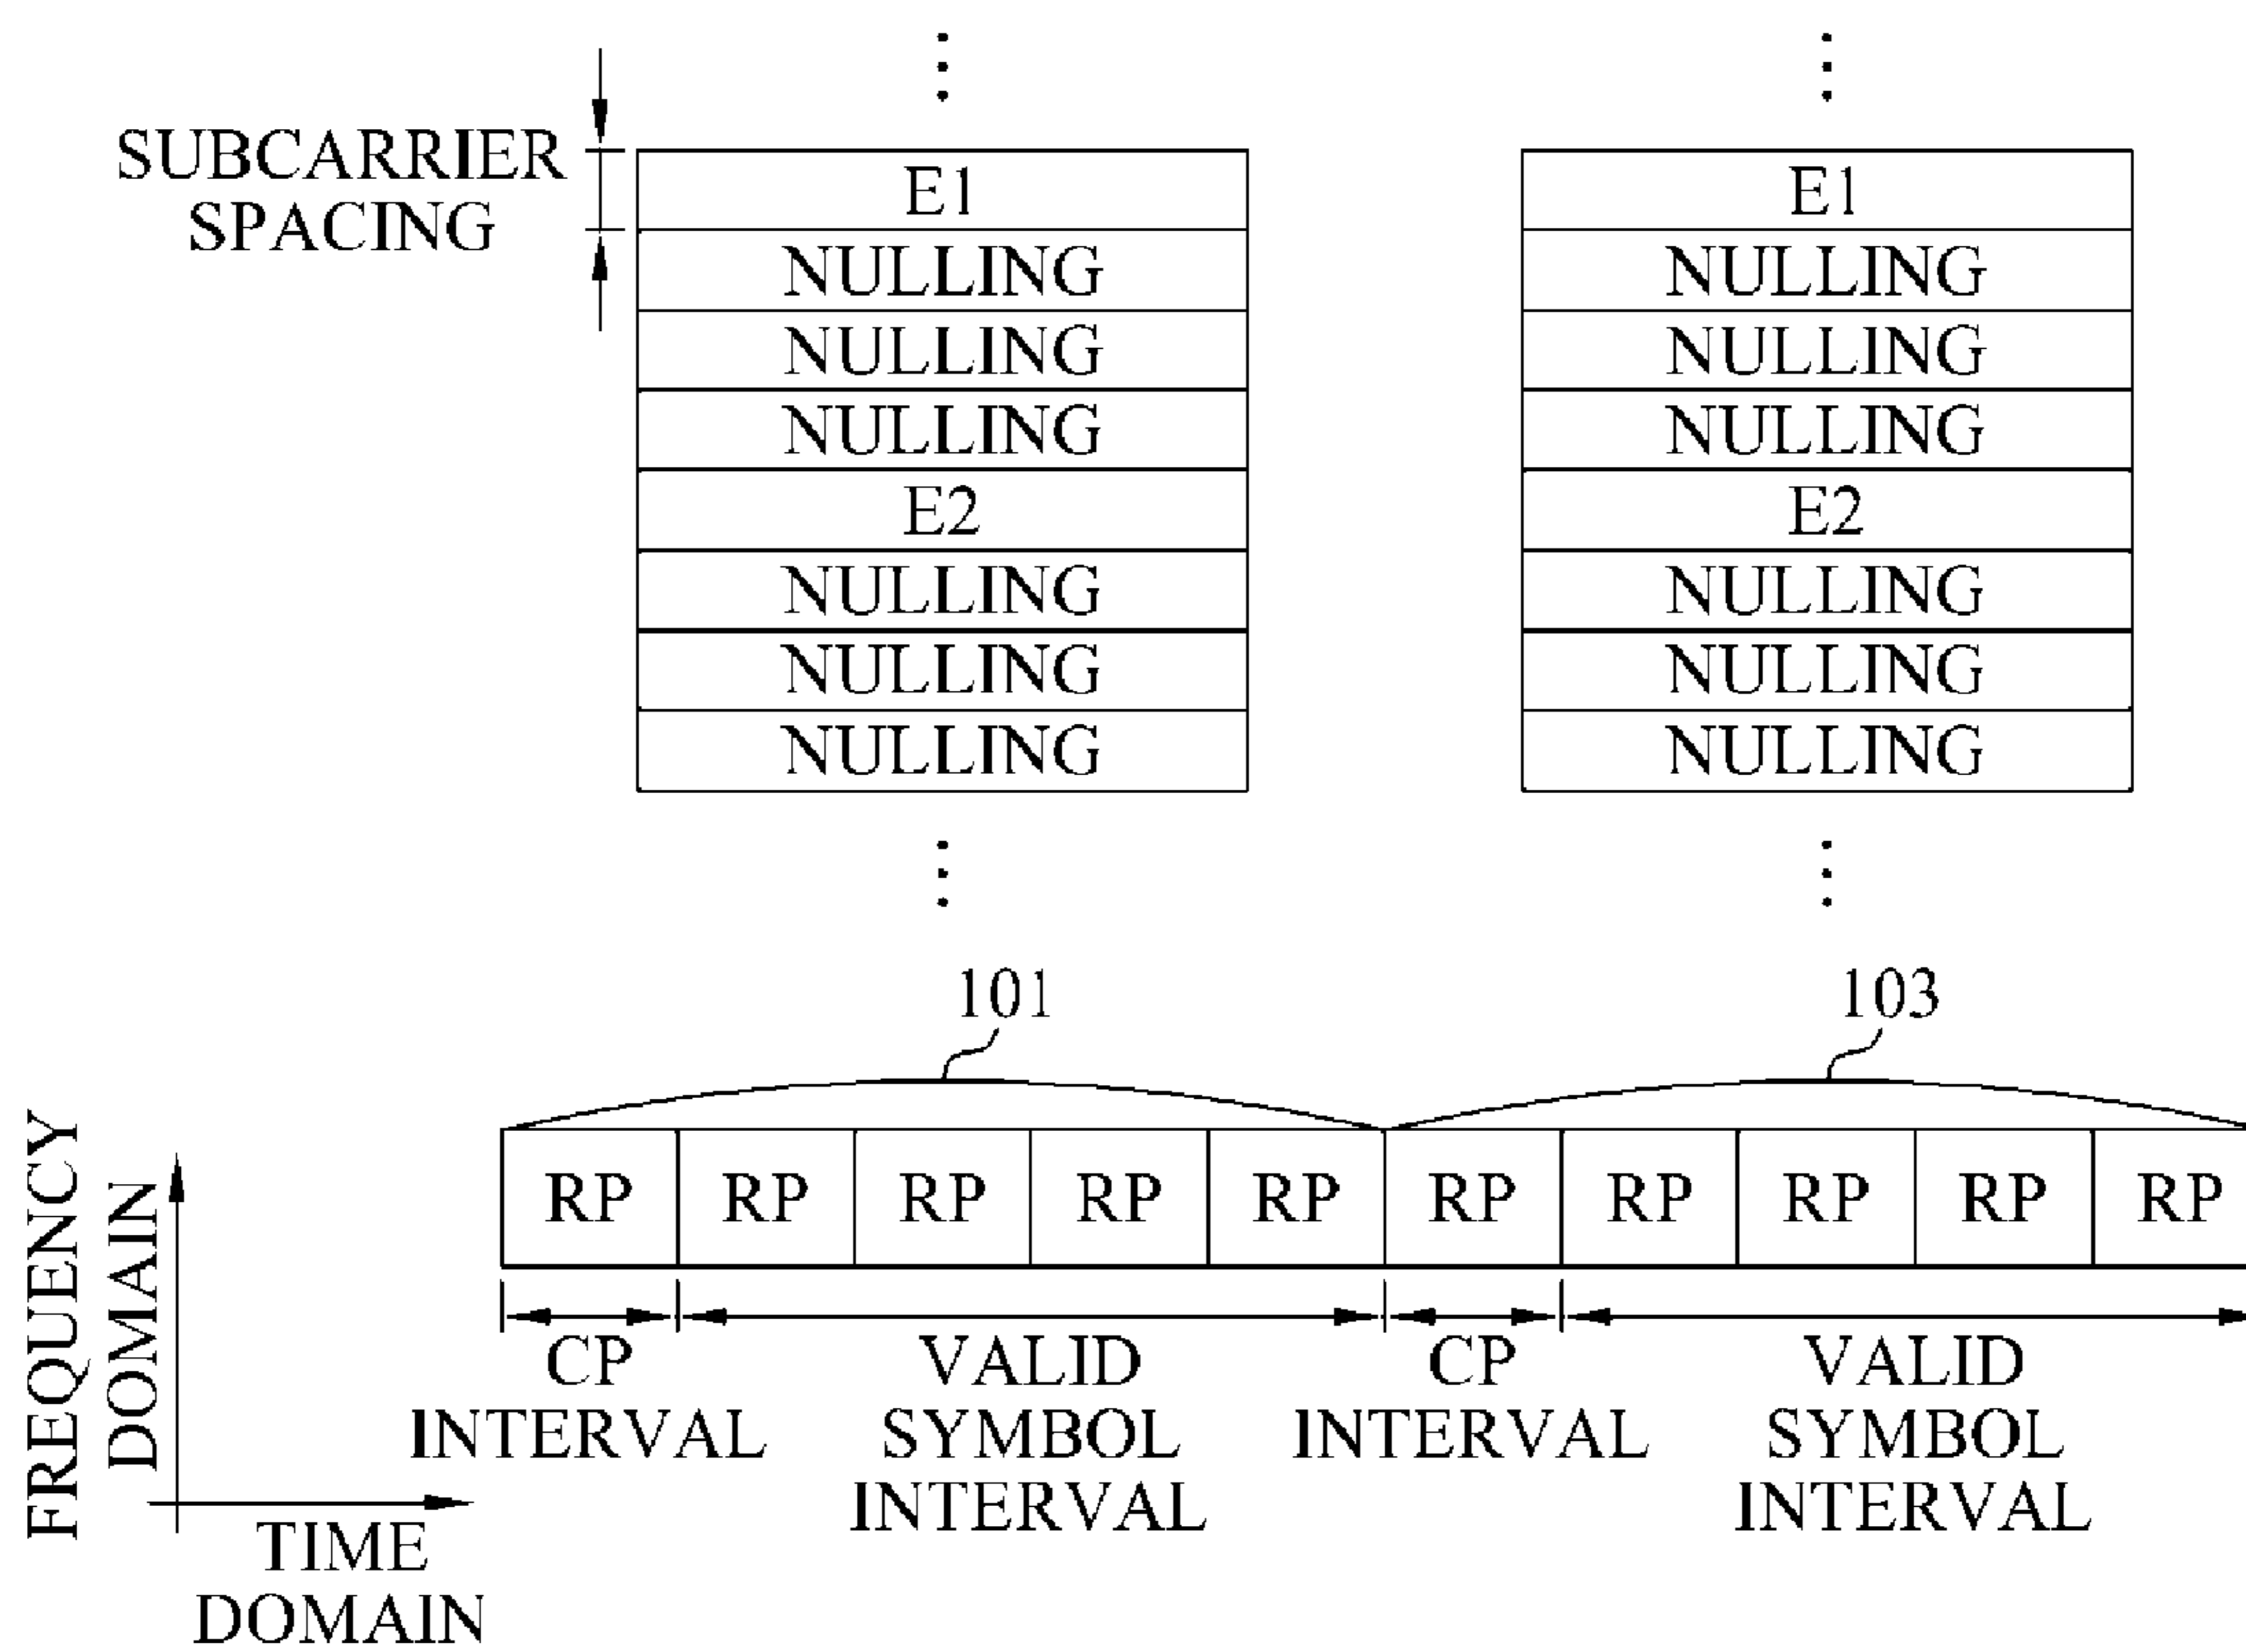 SUBCARRIER
SPACING
E1
NULLING
NULLING
NULLING
E2
NULLING
NULLING
NULLING
E1
NULLING
NULLING
NULLING
E2
NULLING
NULLING
NULLING
101
103
RP RP RP RP RP RP RP RP RP RP
CP
INTERVAL
VALID
SYMBOL
INTERVAL
CP
INTERVAL
VALID
SYMBOL
INTERVAL
FREQUENCY
DOMAIN
TIME
DOMAIN